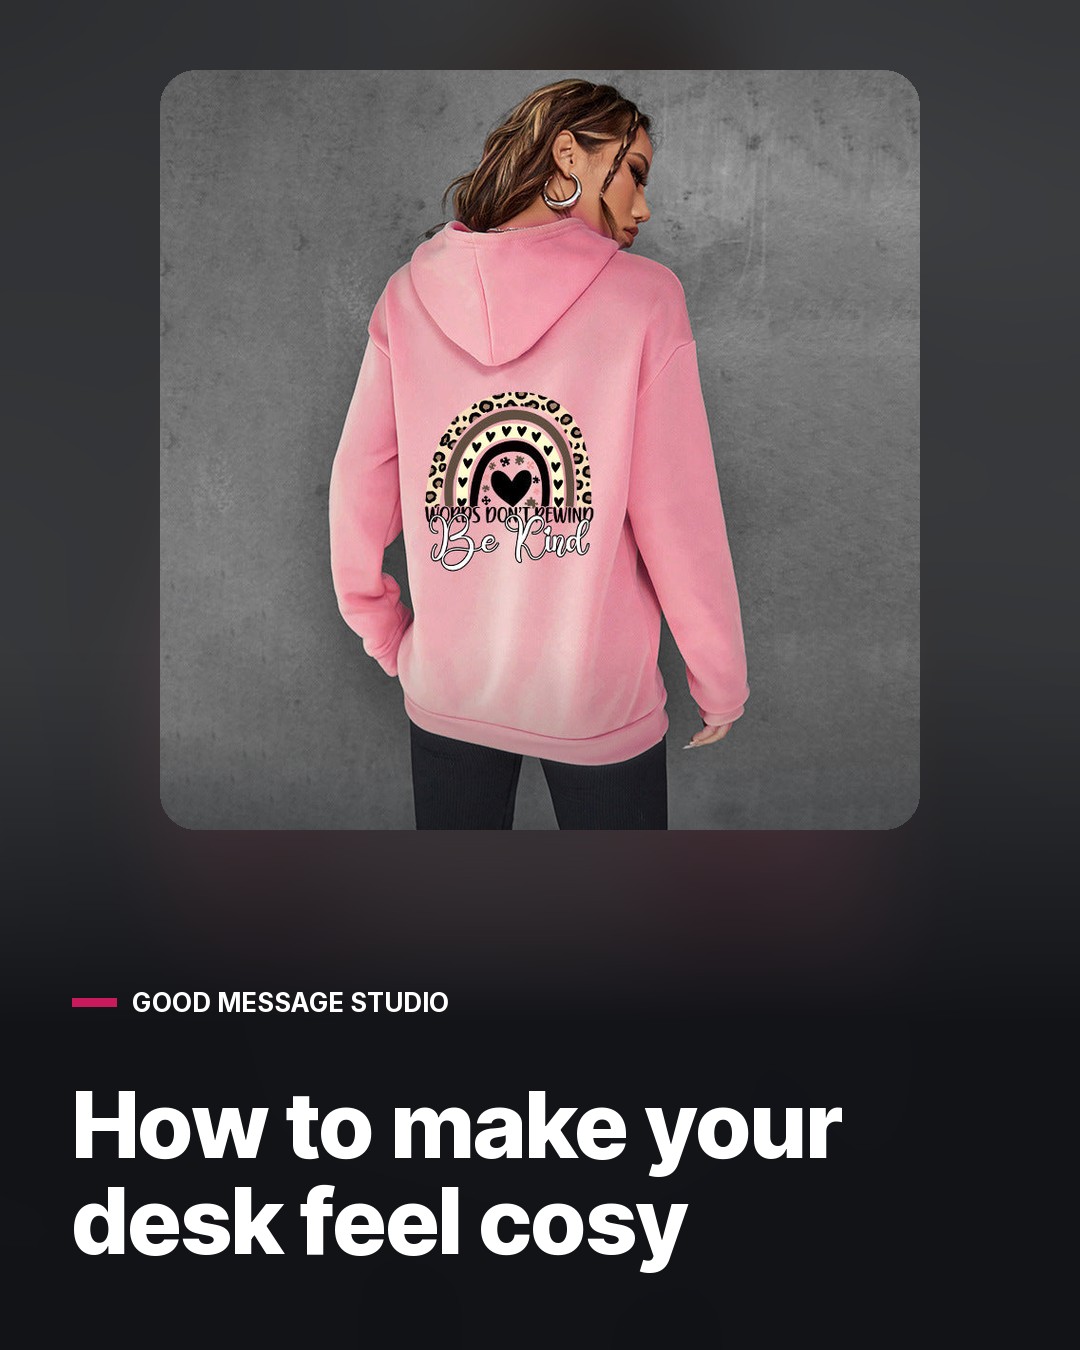 WORDS DON'T REWIND
Be Kind
GOOD MESSAGE STUDIO
How to make your
desk feel cosy